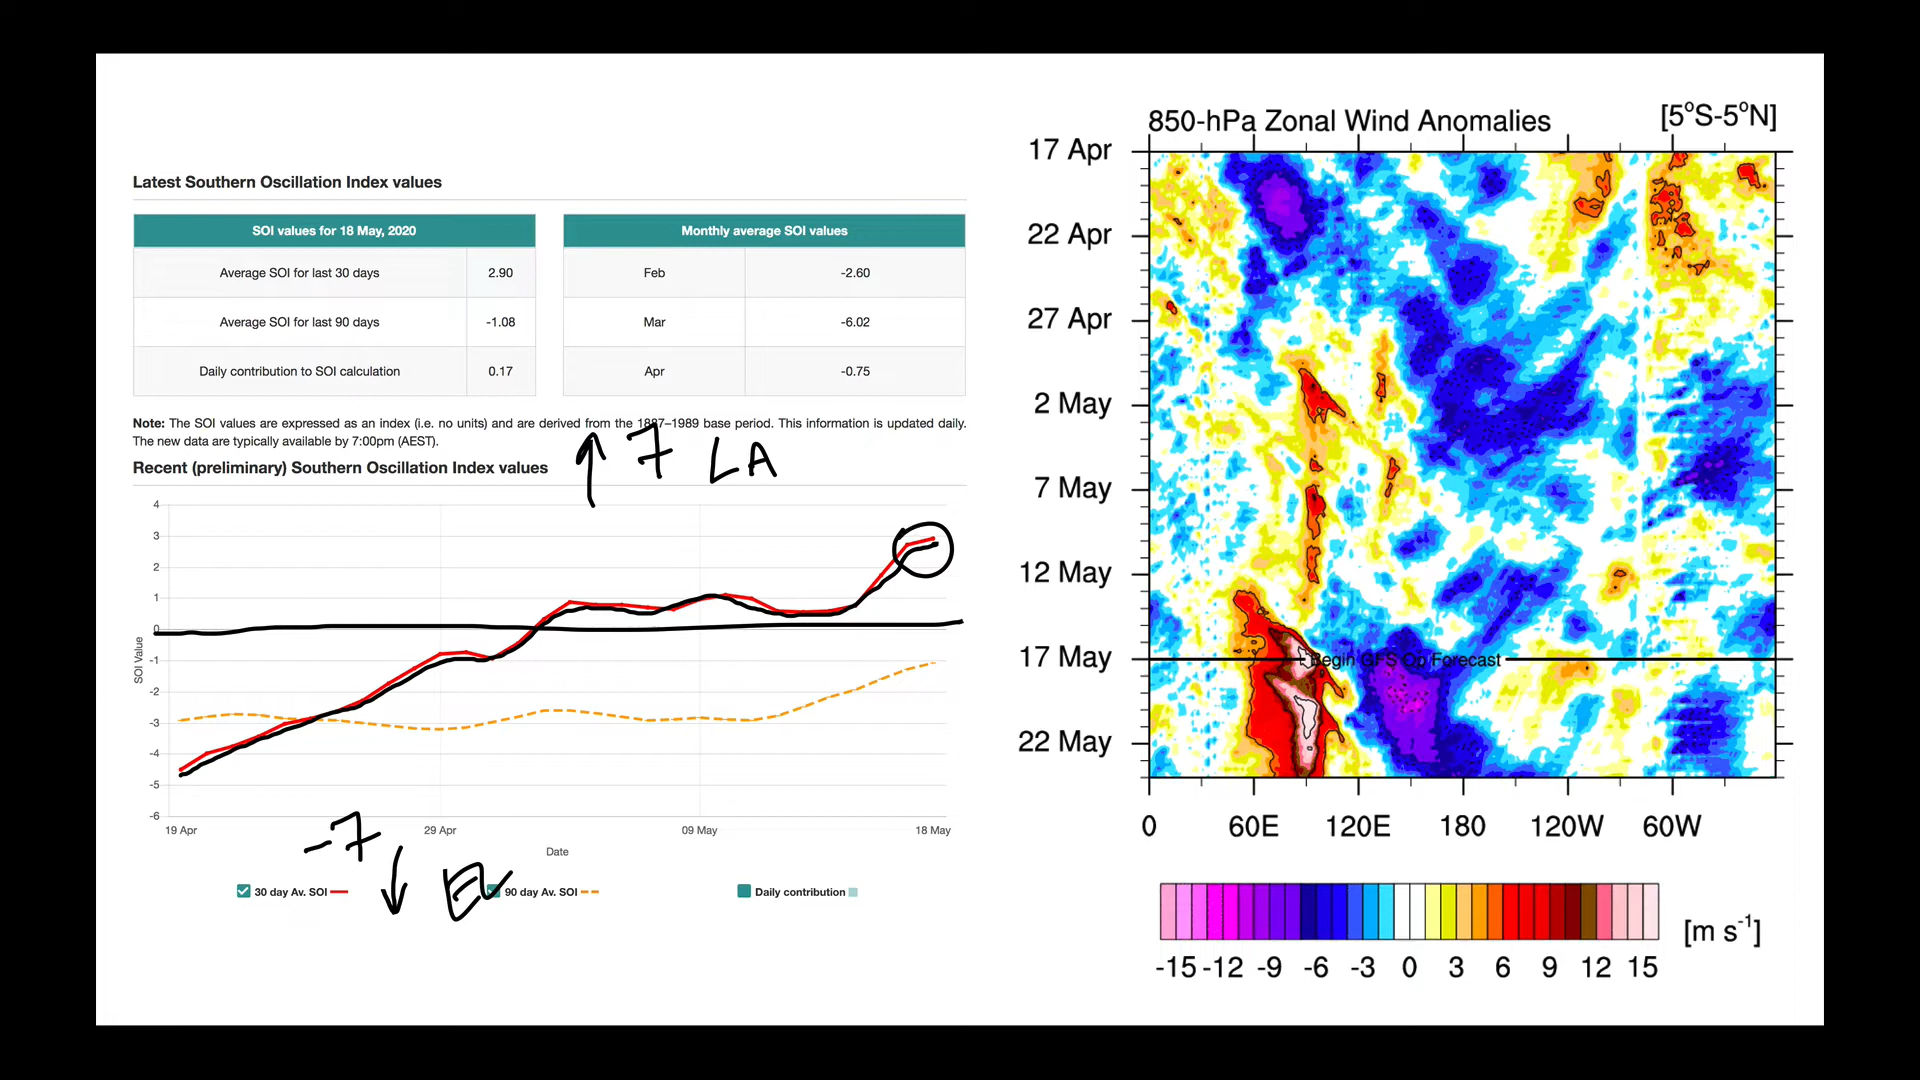 Latest Southern Oscillation Index values
SOI values for 18 May, 2020
Average SOI for last 30 days 2.90
Average SOI for last 90 days -1.08
Daily contribution to SOI calculation 0.17
Monthly average SOI values
Feb -2.60
Mar -6.02
Apr -0.75
Note: The SOI values are expressed as an index (i.e. no units) and are derived from the 1887–1989 base period. This information is updated daily.
The new data are typically available by 7:00pm (AEST).
7 LA
Recent (preliminary) Southern Oscillation Index values
4
3
2
1
0
-1
-2
-3
-4
-5
-6
SOI Value
19 Apr 29 Apr 09 May 18 May
Date
-7
30 day Av. SOI 90 day Av. SOI Daily contribution
850-hPa Zonal Wind Anomalies [5°S-5°N]
17 Apr
22 Apr
27 Apr
2 May
7 May
12 May
17 May
22 May
Begin GFS Op Forecast
0 60E 120E 180 120W 60W
-15 -12 -9 -6 -3 0 3 6 9 12 15
[m s⁻¹]